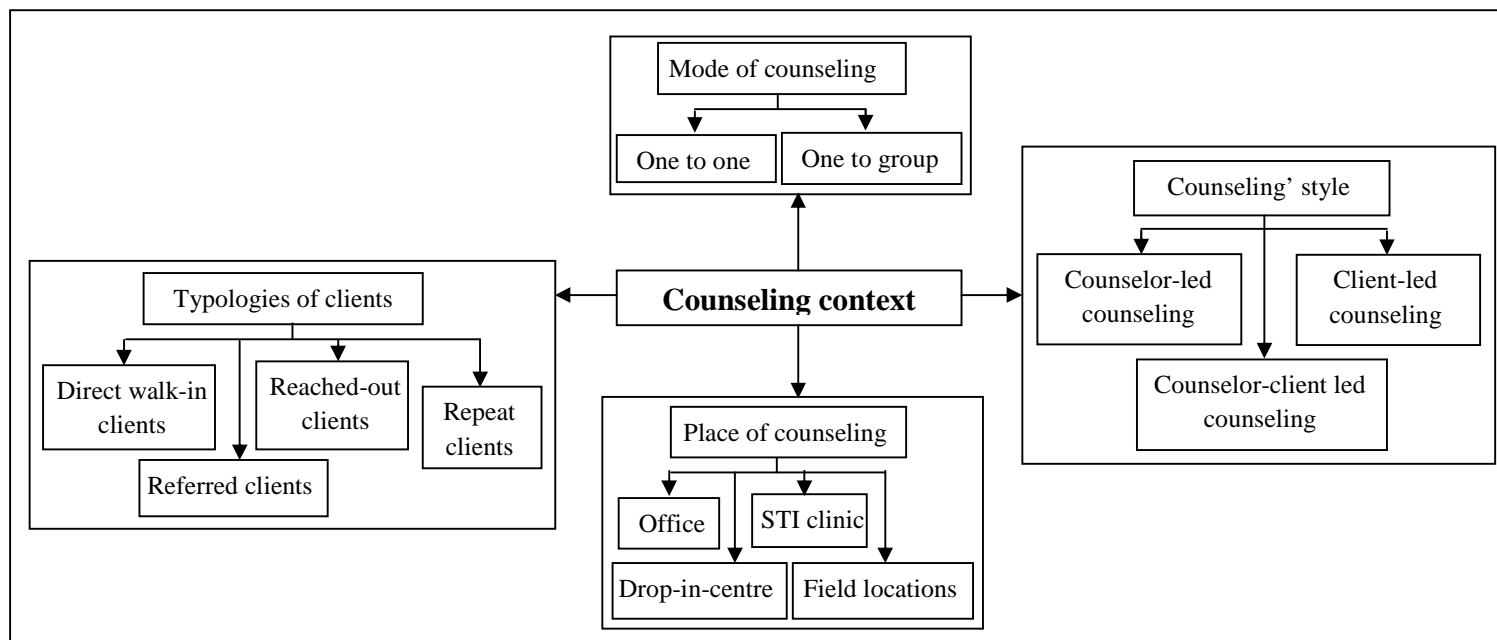 Mode of counseling
One to one
One to group
Counseling’ style
Counselor-led
counseling
Client-led
counseling
Counselor-client led
counseling
Counseling context
Typologies of clients
Direct walk-in
clients
Reached-out
clients
Repeat
clients
Referred clients
Place of counseling
Office
STI clinic
Drop-in-centre
Field locations